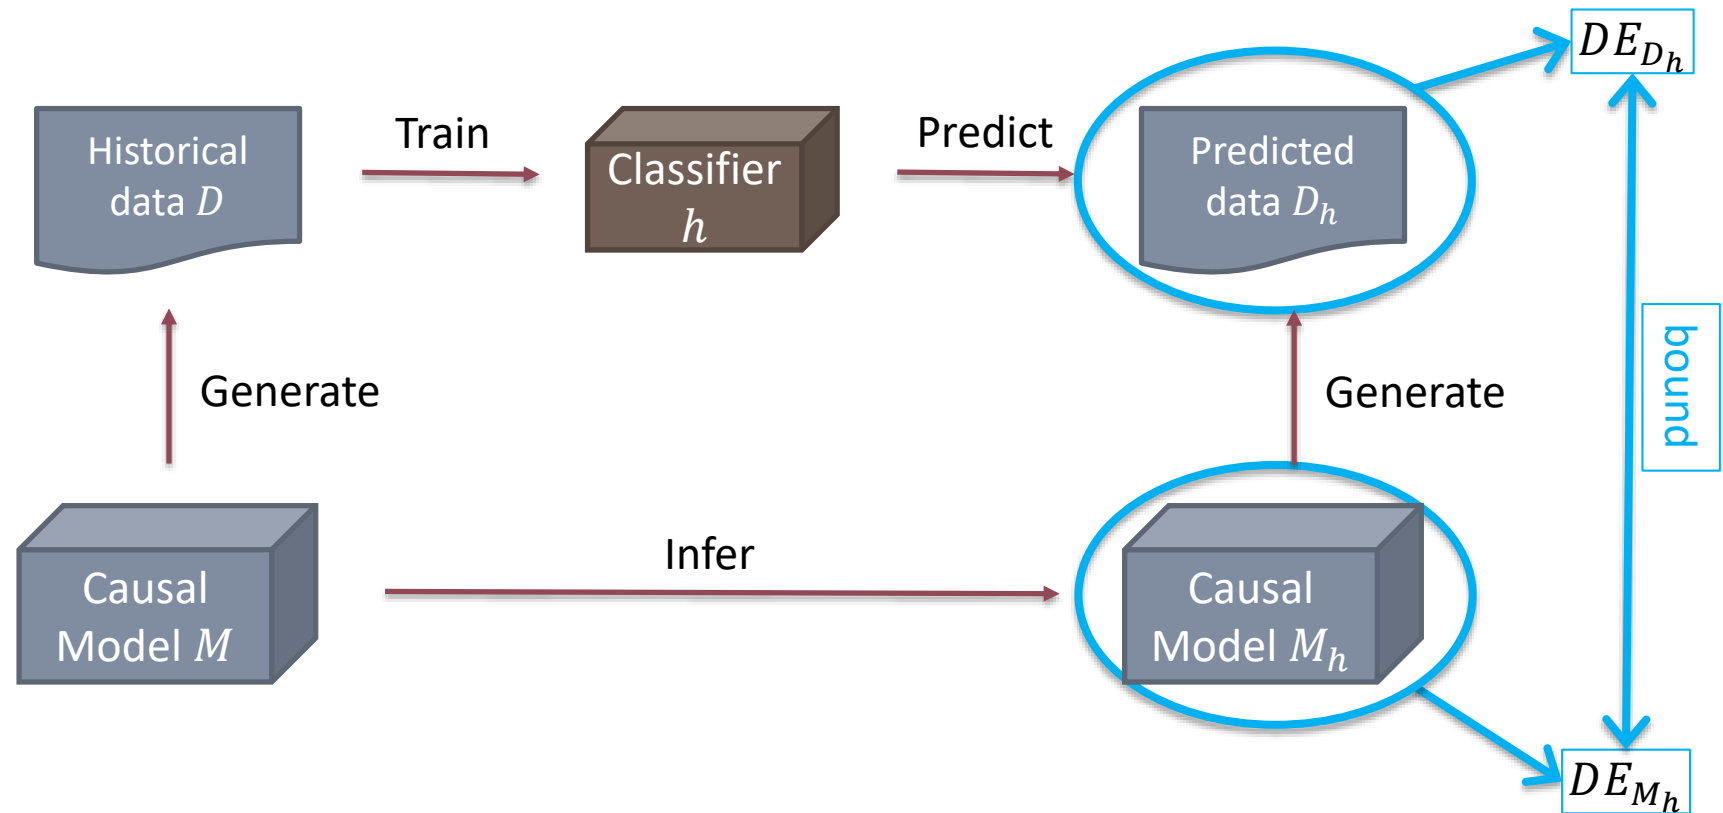 DE_{D_h}
Historical
data D
Train
Classifier
h
Predict
Predicted
data D_h
Generate
Generate
bound
Causal
Model M
Infer
Causal
Model M_h
DE_{M_h}